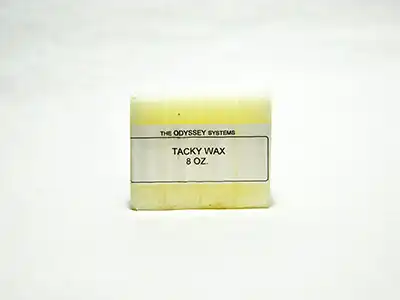 THE ODYSSEY SYSTEMS
TACKY WAX
8 OZ.